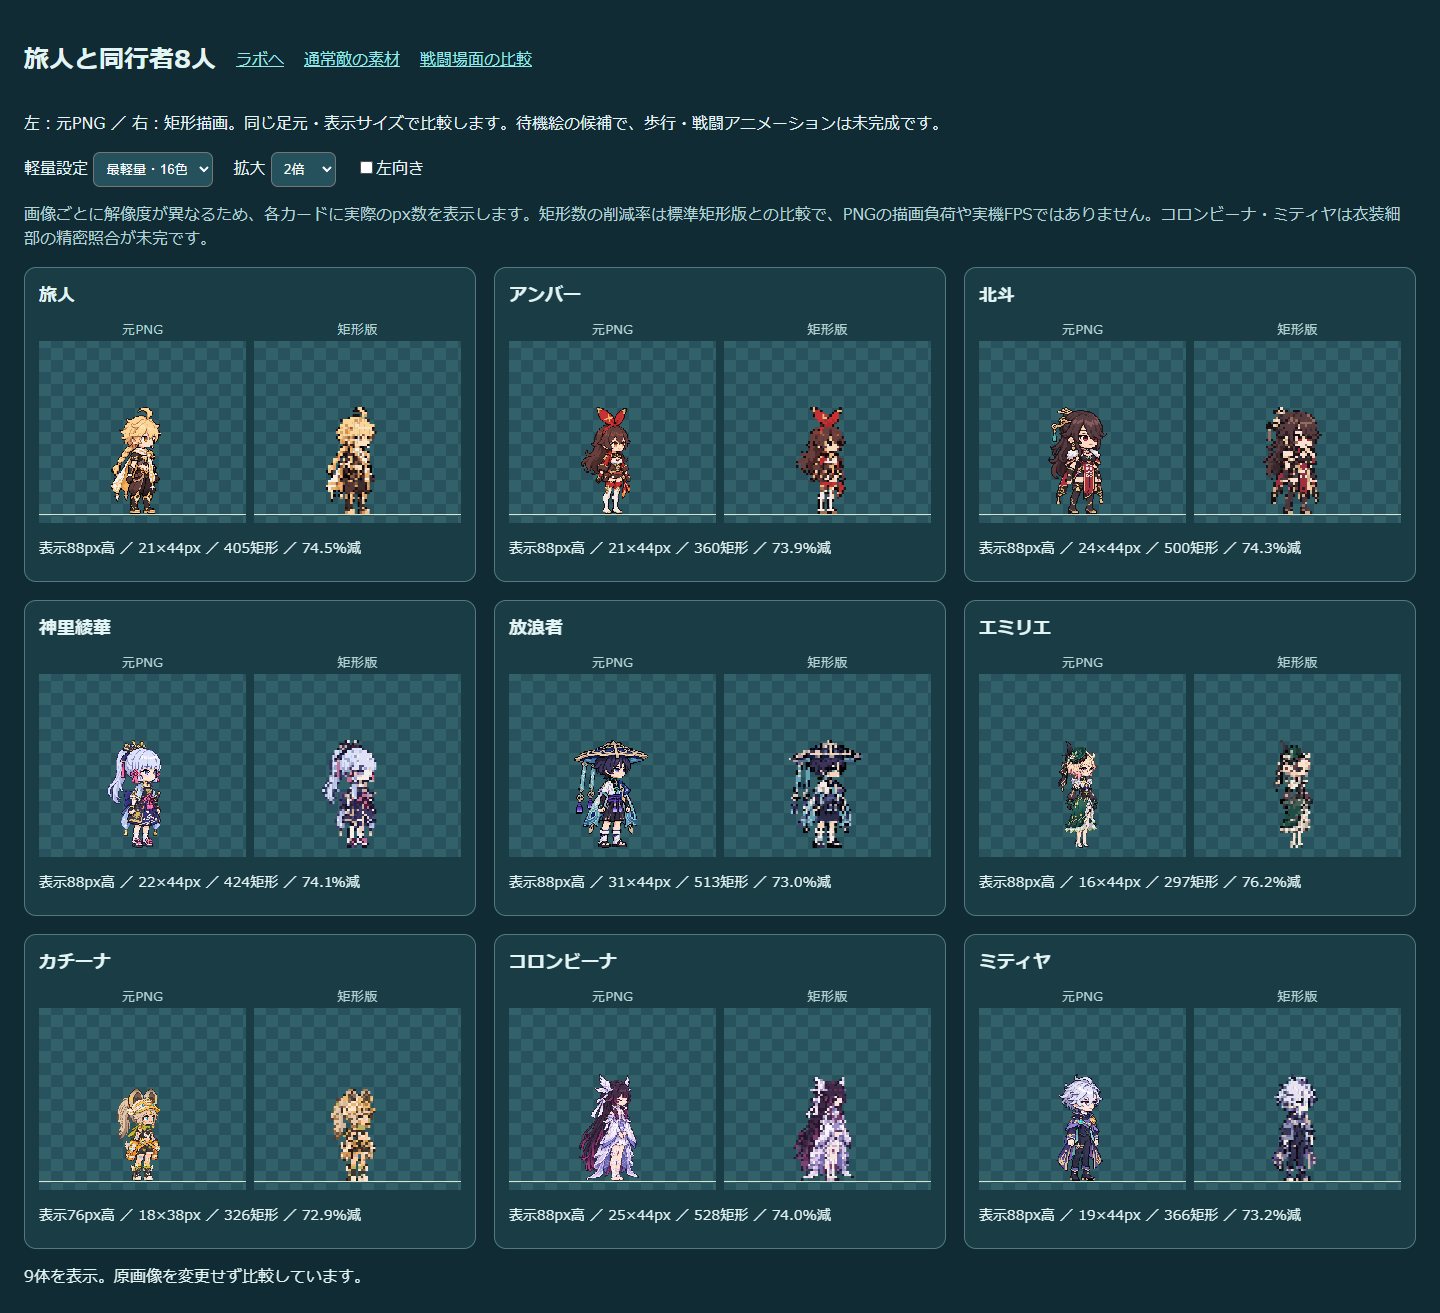 旅人と同行者8人 ラボへ 通常敵の素材 戦闘場面の比較
左：元PNG ／ 右：矩形描画。同じ足元・表示サイズで比較します。待機絵の候補で、歩行・戦闘アニメーションは未完成です。
軽量設定 最軽量・16色 拡大 2倍 左向き
画像ごとに解像度が異なるため、各カードに実際のpx数を表示します。矩形数の削減率は標準矩形版との比較で、PNGの描画負荷や実機FPSではありません。コロンビーナ・ミティヤは衣装細
部の精密照合が未完です。
旅人
元PNG 矩形版
表示88px高 ／ 21×44px ／ 405矩形 ／ 74.5%減
アンバー
元PNG 矩形版
表示88px高 ／ 21×44px ／ 360矩形 ／ 73.9%減
北斗
元PNG 矩形版
表示88px高 ／ 24×44px ／ 500矩形 ／ 74.3%減
神里綾華
元PNG 矩形版
表示88px高 ／ 22×44px ／ 424矩形 ／ 74.1%減
放浪者
元PNG 矩形版
表示88px高 ／ 31×44px ／ 513矩形 ／ 73.0%減
エミリエ
元PNG 矩形版
表示88px高 ／ 16×44px ／ 297矩形 ／ 76.2%減
カチーナ
元PNG 矩形版
表示76px高 ／ 18×38px ／ 326矩形 ／ 72.9%減
コロンビーナ
元PNG 矩形版
表示88px高 ／ 25×44px ／ 528矩形 ／ 74.0%減
ミティヤ
元PNG 矩形版
表示88px高 ／ 19×44px ／ 366矩形 ／ 73.2%減
9体を表示。原画像を変更せず比較しています。